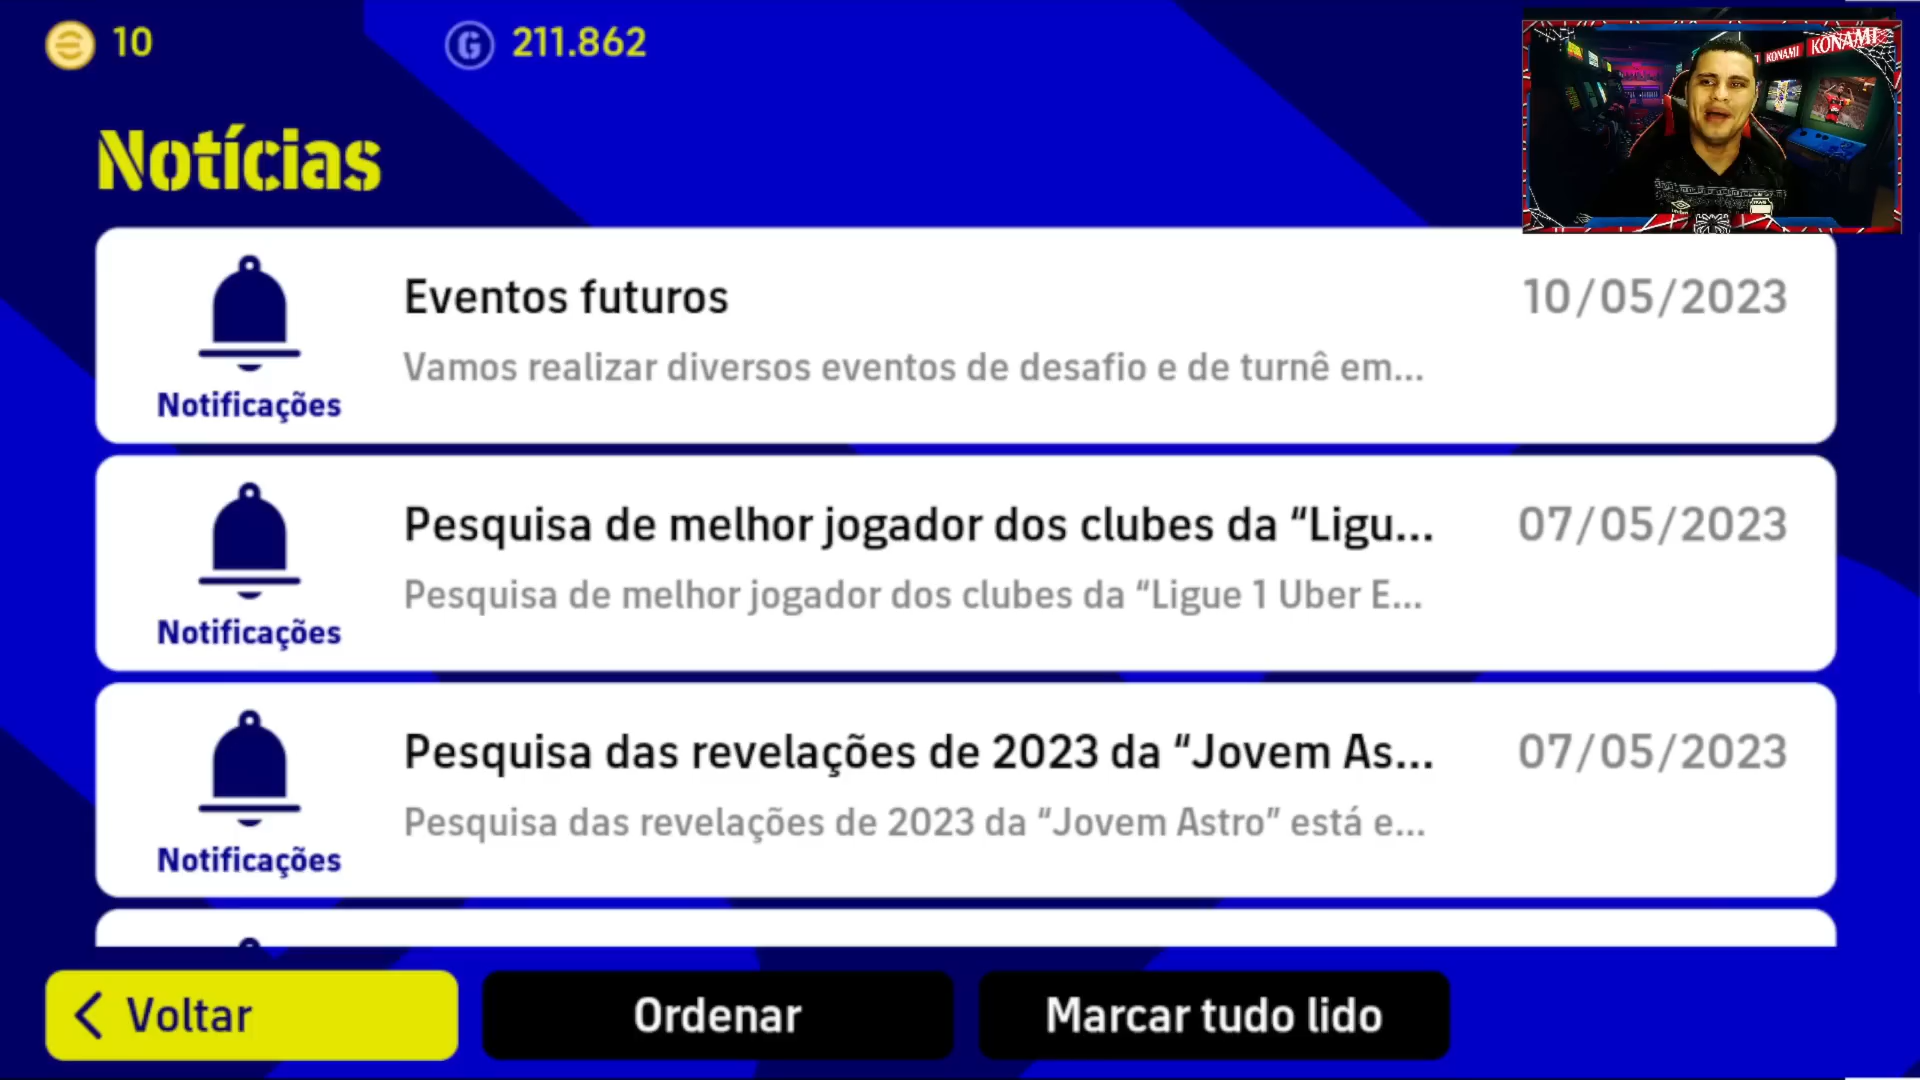 10
211.862
KONAMI
KONAMI
Notícias
Eventos futuros
10/05/2023
Vamos realizar diversos eventos de desafio e de turnê em...
Notificações
Pesquisa de melhor jogador dos clubes da “Ligu...
07/05/2023
Pesquisa de melhor jogador dos clubes da “Ligue 1 Uber E...
Notificações
Pesquisa das revelações de 2023 da “Jovem As...
07/05/2023
Pesquisa das revelações de 2023 da “Jovem Astro” está e...
Notificações
Voltar
Ordenar
Marcar tudo lido